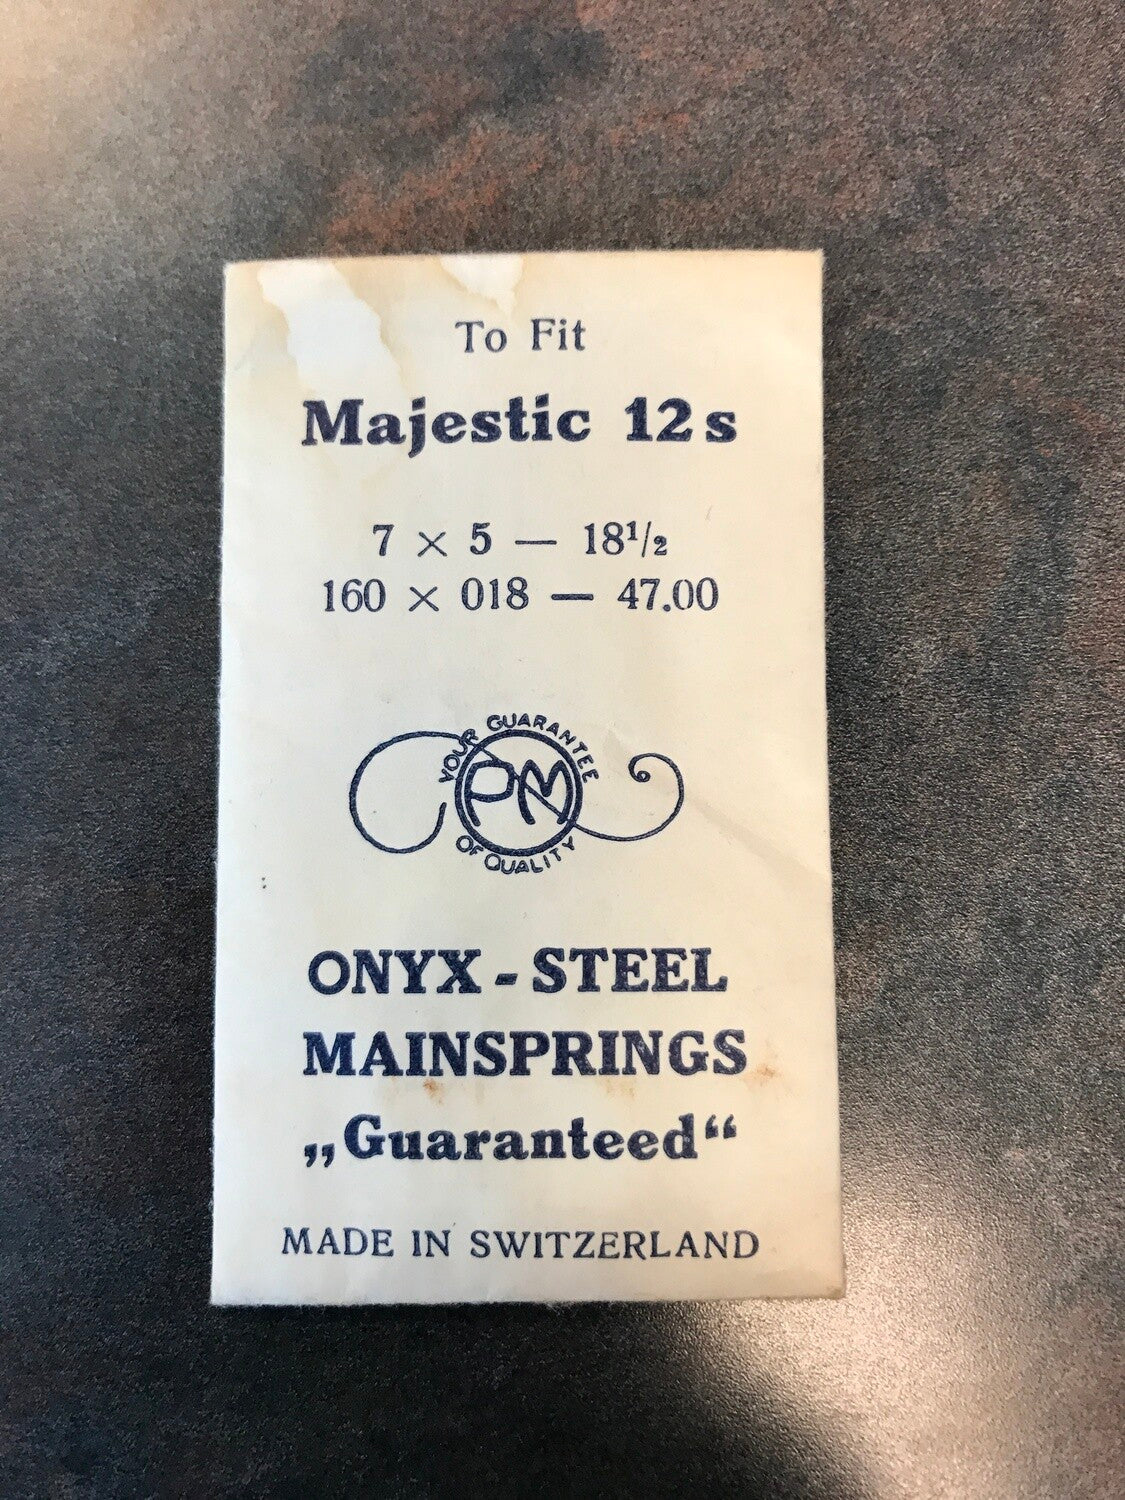 To Fit
Majestic 12s
7 × 5 — 18½
160 × 018 — 47.00
YOUR GUARANTEE
PM
OF QUALITY
ONYX - STEEL
MAINSPRINGS
„Guaranteed“
MADE IN SWITZERLAND